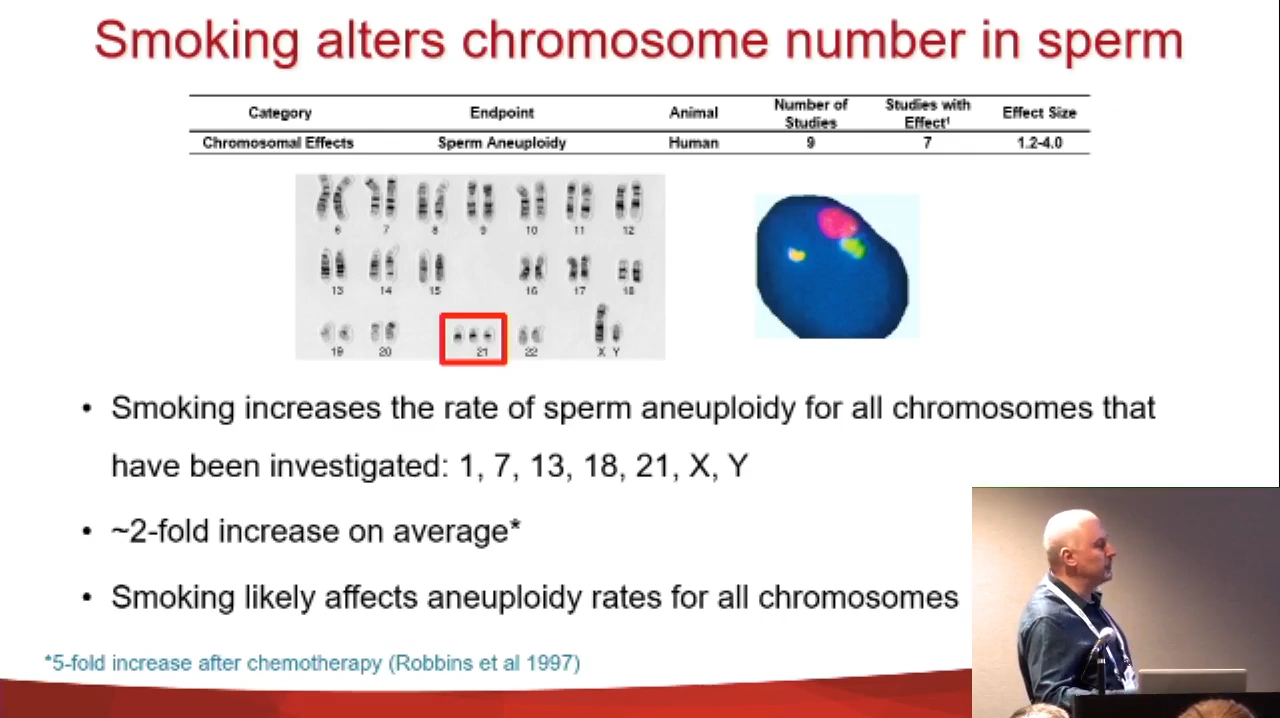 Smoking alters chromosome number in sperm
Category Endpoint Animal Number of Studies Studies with Effect¹ Effect Size
Chromosomal Effects Sperm Aneuploidy Human 9 7 1.2-4.0
6 7 8 9 10 11 12
13 14 15 16 17 18
19 20 21 22 X Y
• Smoking increases the rate of sperm aneuploidy for all chromosomes that
have been investigated: 1, 7, 13, 18, 21, X, Y
• ~2-fold increase on average*
• Smoking likely affects aneuploidy rates for all chromosomes
*5-fold increase after chemotherapy (Robbins et al 1997)